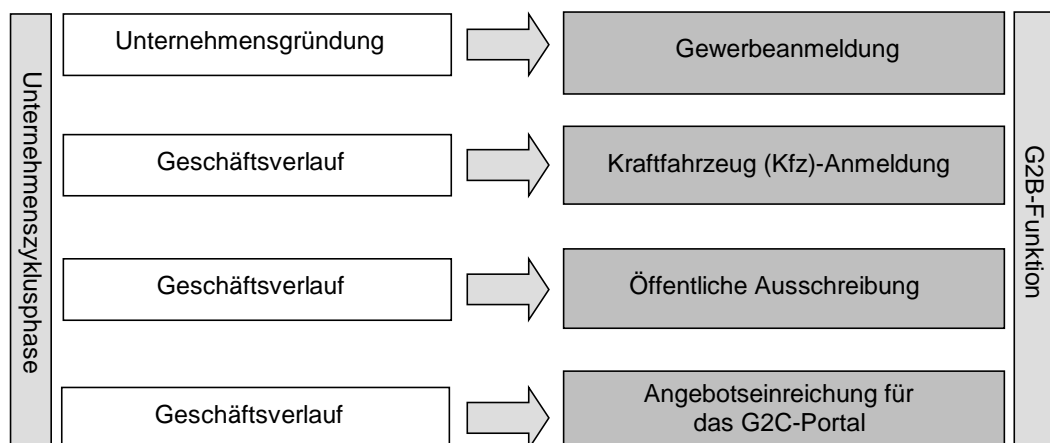 Unternehmenszyklusphase
Unternehmensgründung
Gewerbeanmeldung
Geschäftsverlauf
Kraftfahrzeug (Kfz)-Anmeldung
Geschäftsverlauf
Öffentliche Ausschreibung
Geschäftsverlauf
Angebotseinreichung für
das G2C-Portal
G2B-Funktion